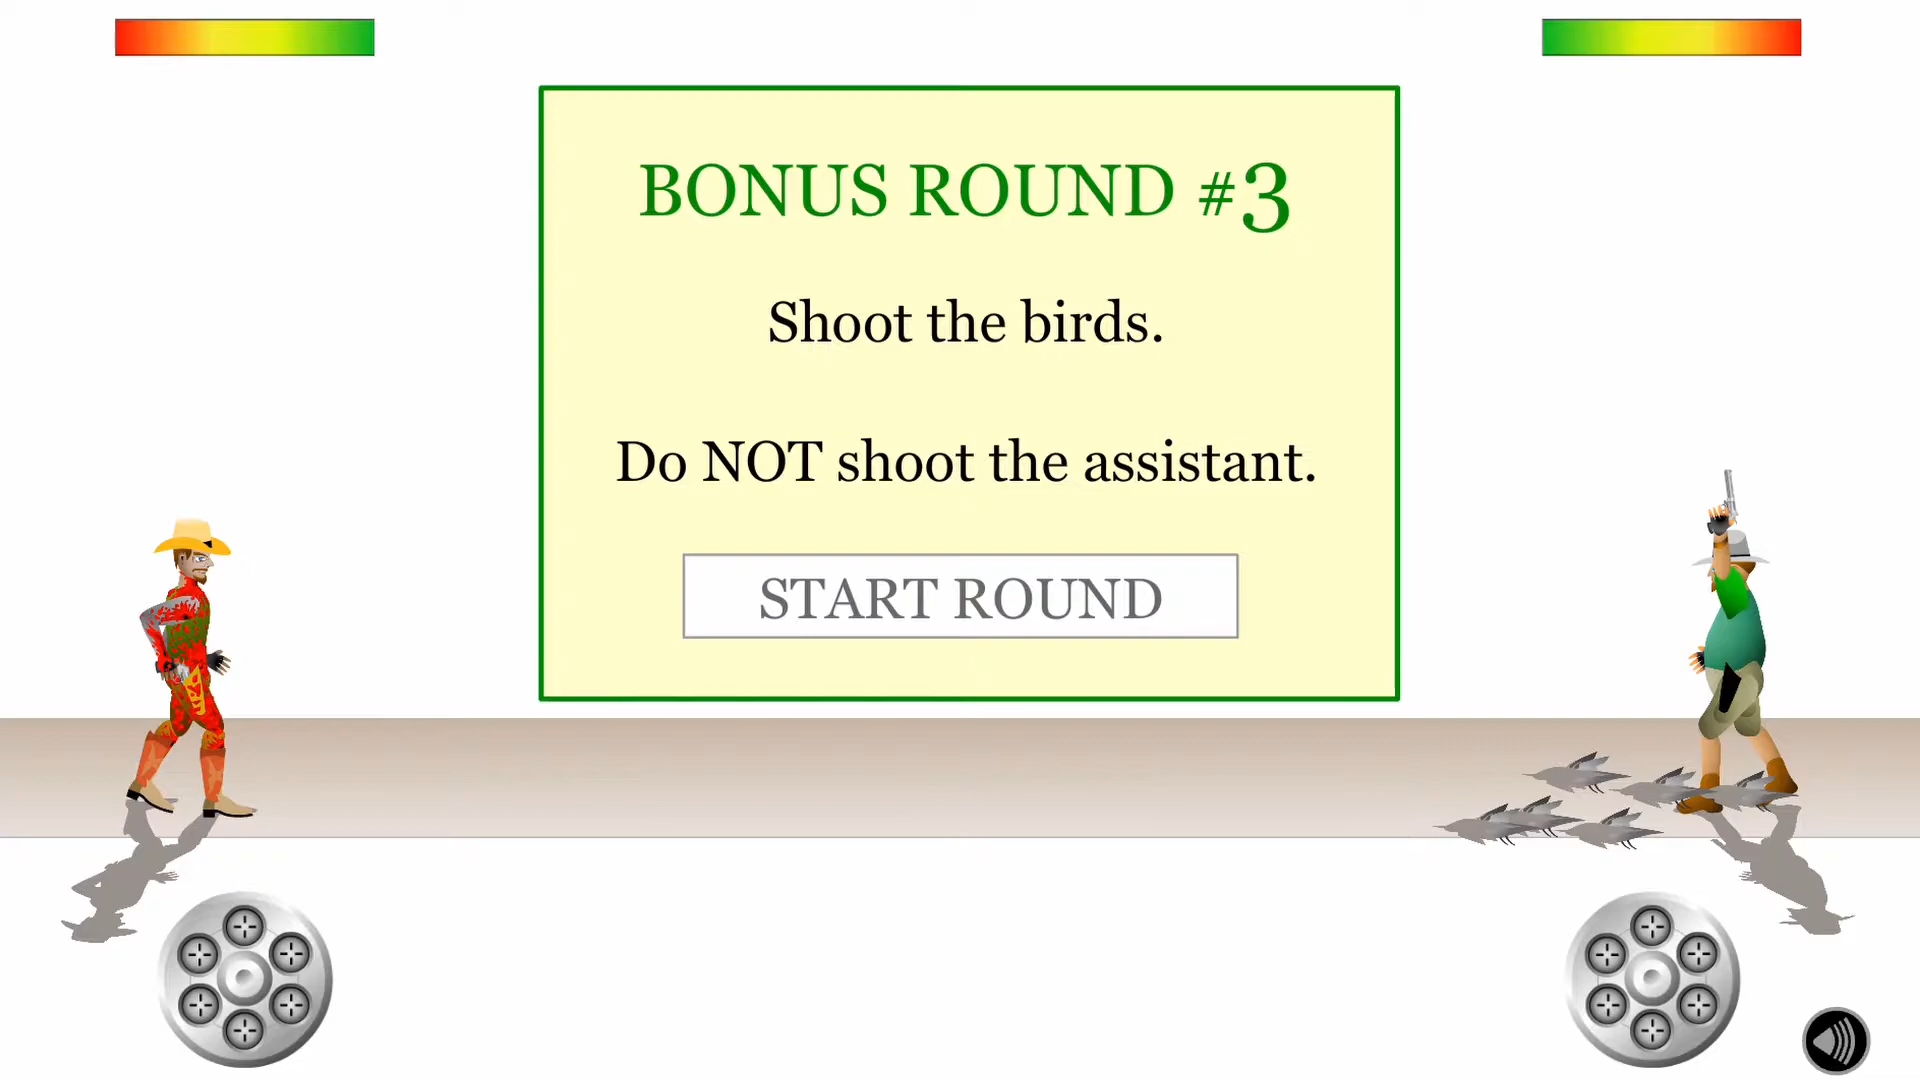 BONUS ROUND #3
Shoot the birds.
Do NOT shoot the assistant.
START ROUND